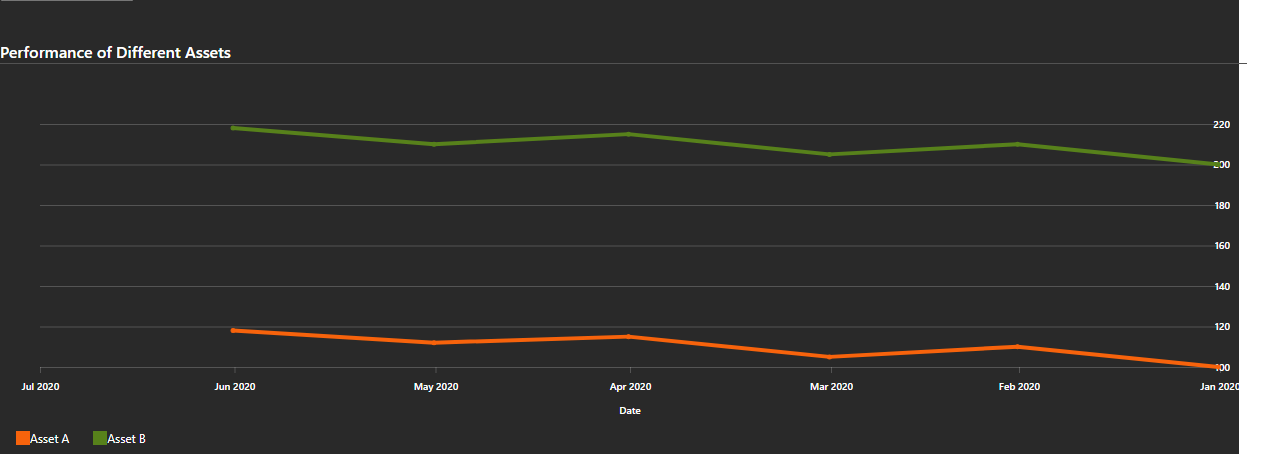 Performance of Different Assets
220
200
180
160
140
120
100
Jul 2020 Jun 2020 May 2020 Apr 2020 Mar 2020 Feb 2020 Jan 2020
Date
Asset A Asset B